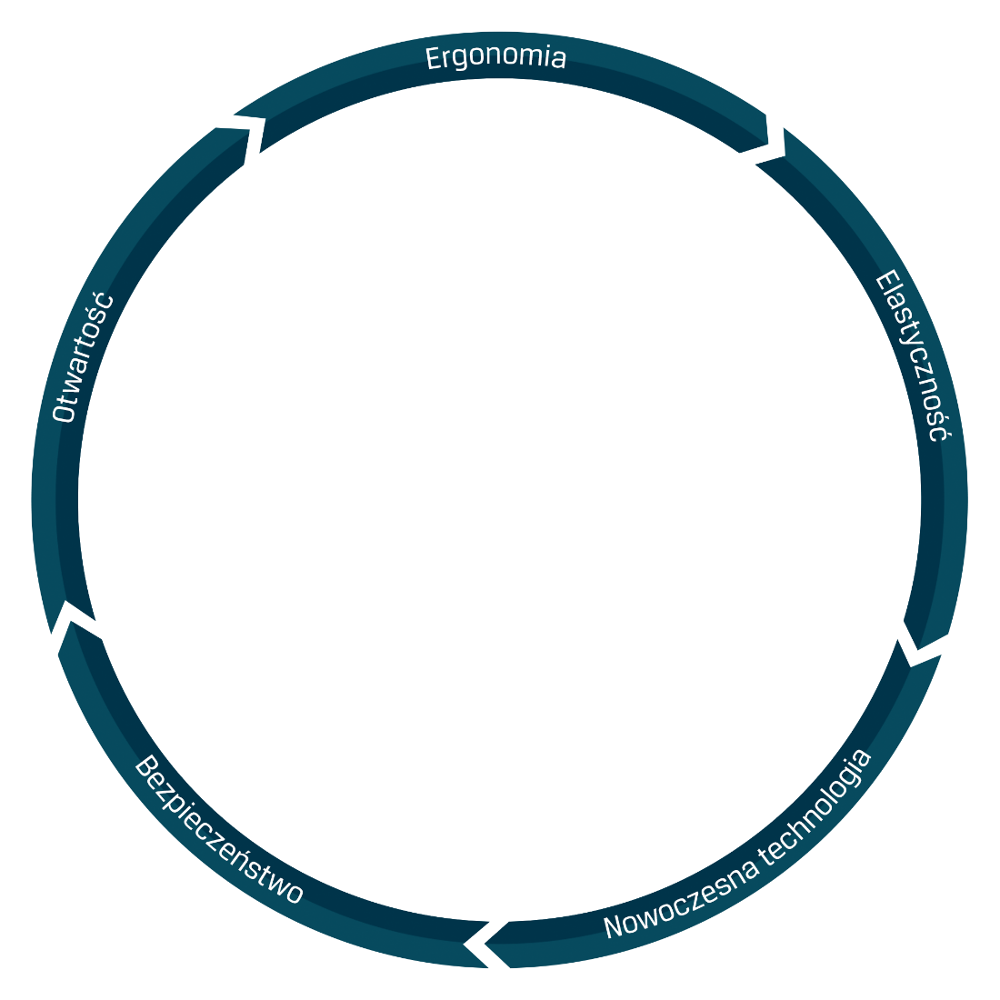 Ergonomia
Elastyczność
Nowoczesna technologia
Bezpieczeństwo
Otwartość